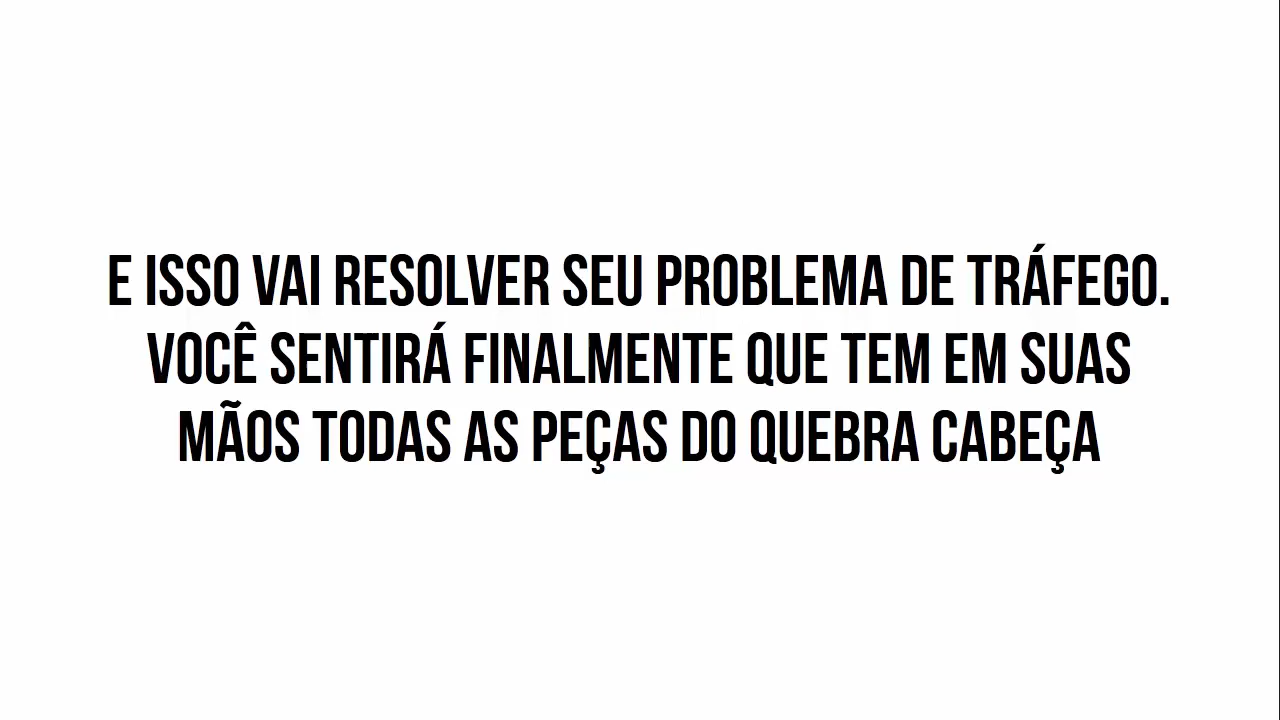 E ISSO VAI RESOLVER SEU PROBLEMA DE TRÁFEGO.
VOCÊ SENTIRÁ FINALMENTE QUE TEM EM SUAS
MÃOS TODAS AS PEÇAS DO QUEBRA CABEÇA